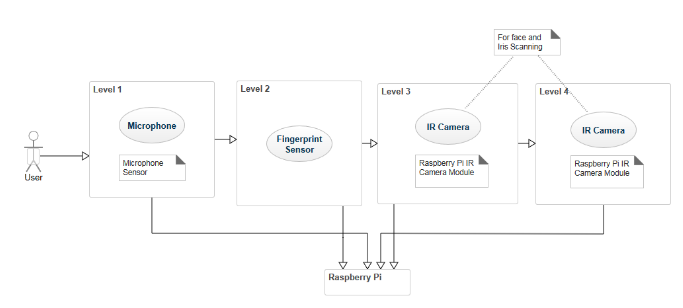 For face and
Iris Scanning
Level 1
Level 2
Level 3
Level 4
Microphone
Fingerprint
Sensor
IR Camera
IR Camera
Microphone
Sensor
Raspberry Pi IR
Camera Module
Raspberry Pi IR
Camera Module
User
Raspberry Pi